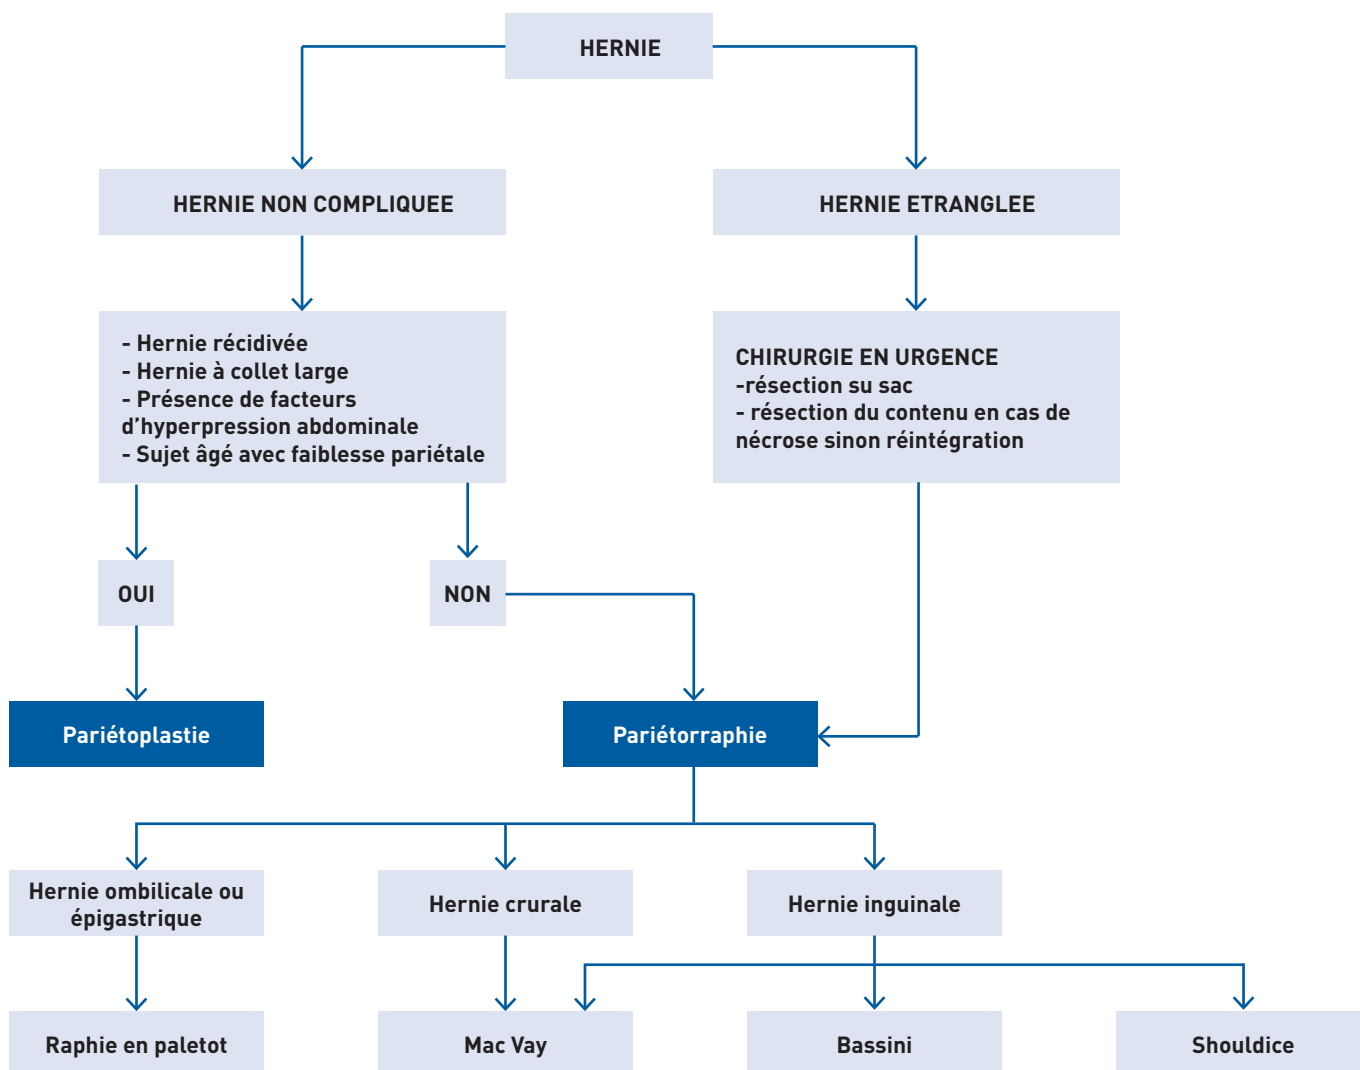 HERNIE
HERNIE NON COMPLIQUEE
HERNIE ETRANGLEE
- Hernie récidivée
- Hernie à collet large
- Présence de facteurs
d’hyperpression abdominale
- Sujet âgé avec faiblesse pariétale
CHIRURGIE EN URGENCE
-résection su sac
- résection du contenu en cas de
nécrose sinon réintégration
OUI
NON
Pariétoplastie
Pariétorraphie
Hernie ombilicale ou
épigastrique
Hernie crurale
Hernie inguinale
Raphie en paletot
Mac Vay
Bassini
Shouldice